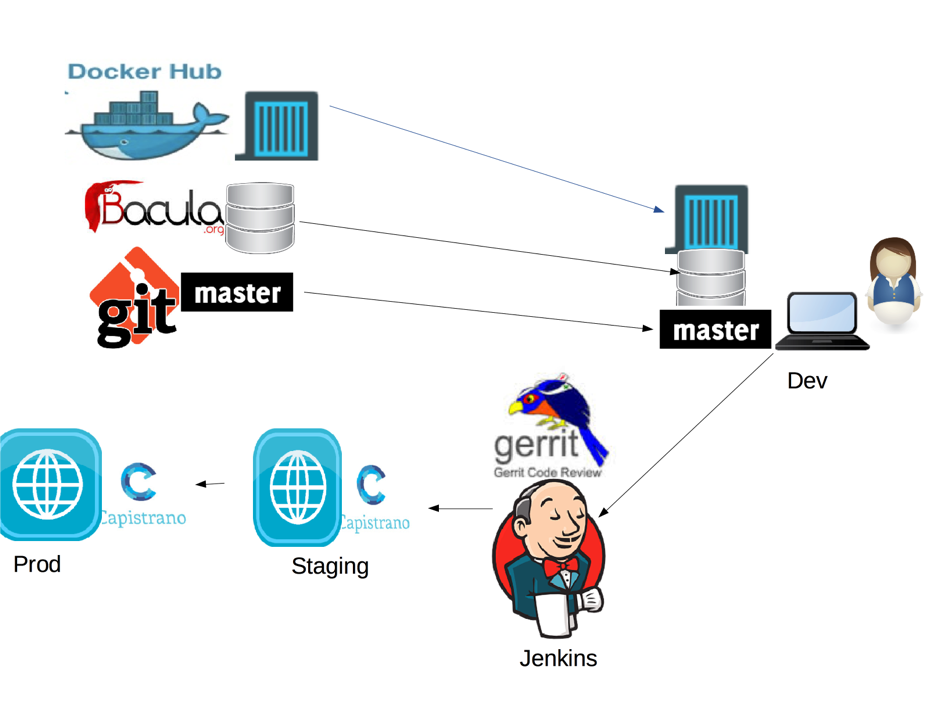 Docker Hub
Bacula
.org
git
master
master
Dev
gerrit
Gerrit Code Review
Capistrano
Capistrano
Prod
Staging
Jenkins